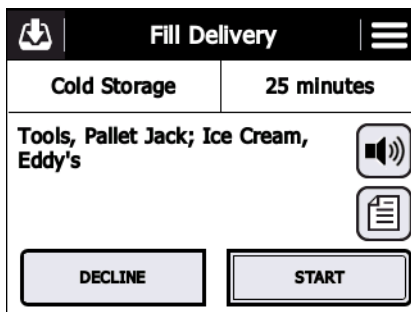 Fill Delivery
Cold Storage
25 minutes
Tools, Pallet Jack; Ice Cream,
Eddy's
DECLINE
START